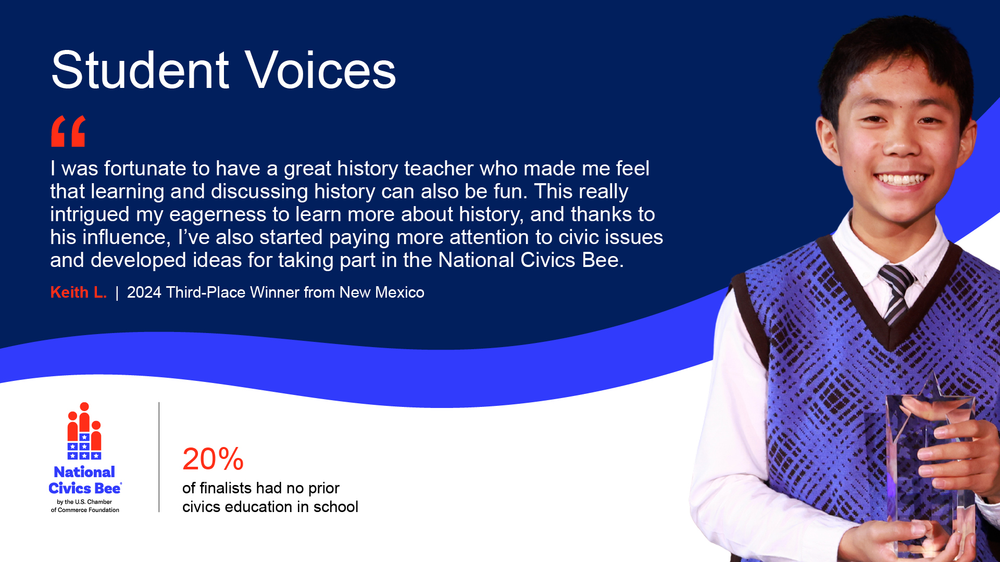 Student Voices
“
I was fortunate to have a great history teacher who made me feel
that learning and discussing history can also be fun. This really
intrigued my eagerness to learn more about history, and thanks to
his influence, I’ve also started paying more attention to civic issues
and developed ideas for taking part in the National Civics Bee.
Keith L. | 2024 Third-Place Winner from New Mexico
National
Civics Bee®
by the U.S. Chamber
of Commerce Foundation
20%
of finalists had no prior
civics education in school